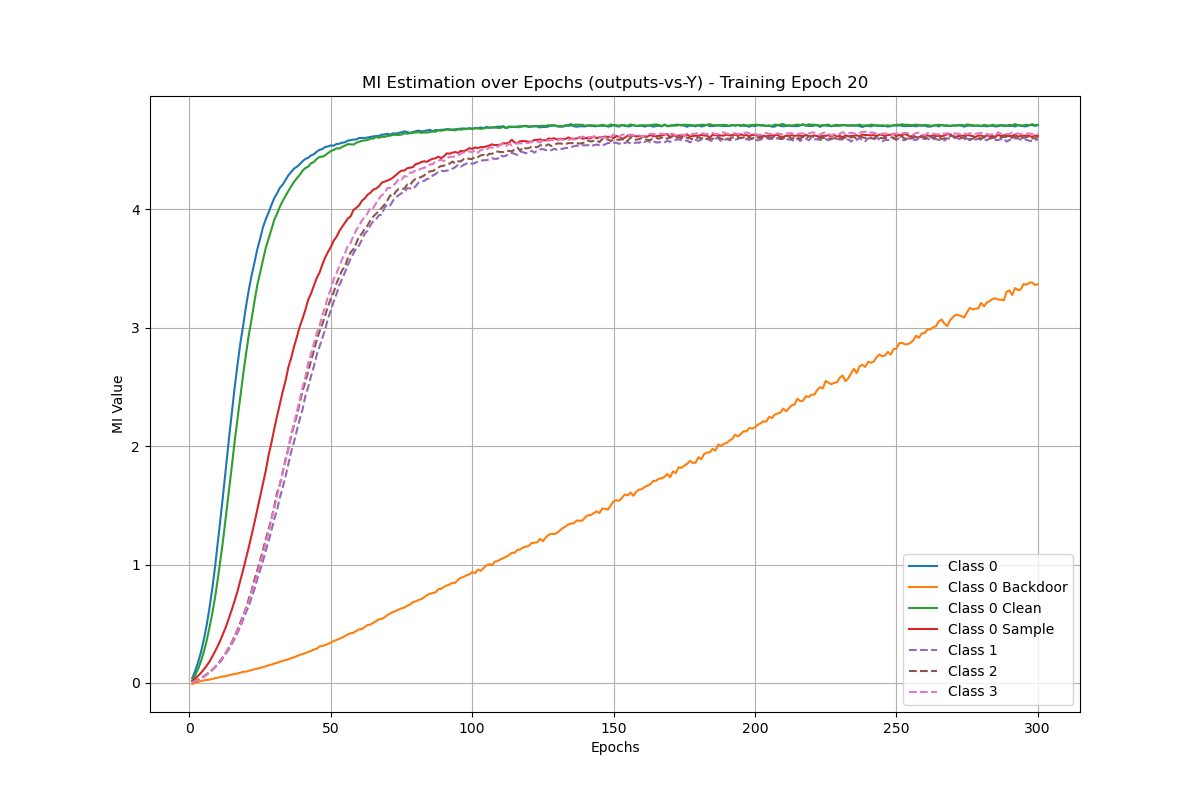 MI Estimation over Epochs (outputs-vs-Y) - Training Epoch 20
MI Value
4
3
2
1
0
0 50 100 150 200 250 300
Epochs
Class 0
Class 0 Backdoor
Class 0 Clean
Class 0 Sample
Class 1
Class 2
Class 3